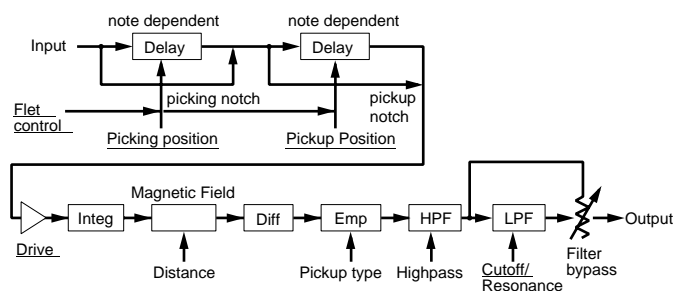 note dependent
note dependent
Input
Delay
Delay
picking notch
pickup
notch
Flet
control
Picking position
Pickup Position
Magnetic Field
Integ
Diff
Emp
HPF
LPF
Output
Drive
Distance
Pickup type
Highpass
Cutoff/
Resonance
Filter
bypass